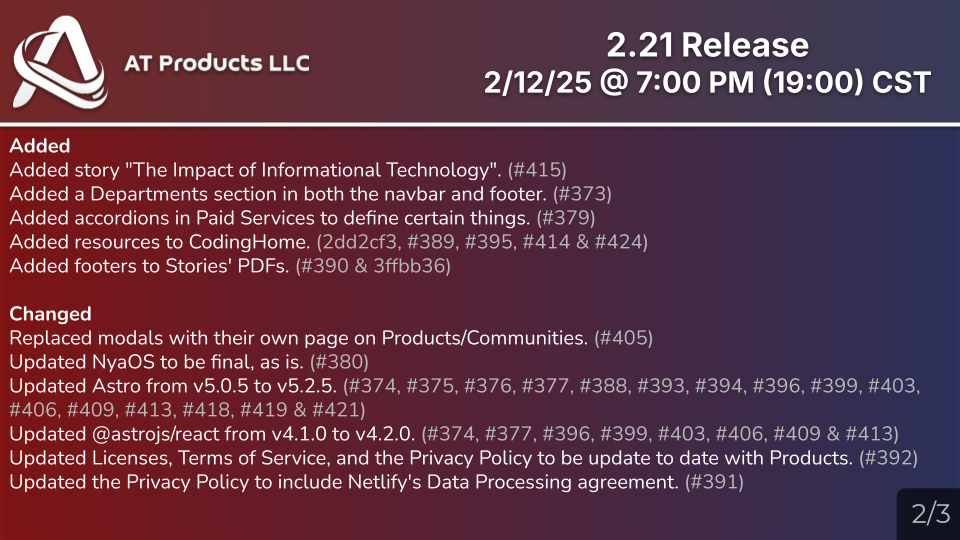 AT Products LLC
2.21 Release
2/12/25 @ 7:00 PM (19:00) CST
Added
Added story "The Impact of Informational Technology". (#415)
Added a Departments section in both the navbar and footer. (#373)
Added accordions in Paid Services to define certain things. (#379)
Added resources to CodingHome. (2dd2cf3, #389, #395, #414 & #424)
Added footers to Stories' PDFs. (#390 & 3ffbb36)
Changed
Replaced modals with their own page on Products/Communities. (#405)
Updated NyaOS to be final, as is. (#380)
Updated Astro from v5.0.5 to v5.2.5. (#374, #375, #376, #377, #388, #393, #394, #396, #399, #403,
#406, #409, #413, #418, #419 & #421)
Updated @astrojs/react from v4.1.0 to v4.2.0. (#374, #377, #396, #399, #403, #406, #409 & #413)
Updated Licenses, Terms of Service, and the Privacy Policy to be update to date with Products. (#392)
Updated the Privacy Policy to include Netlify's Data Processing agreement. (#391)
2/3